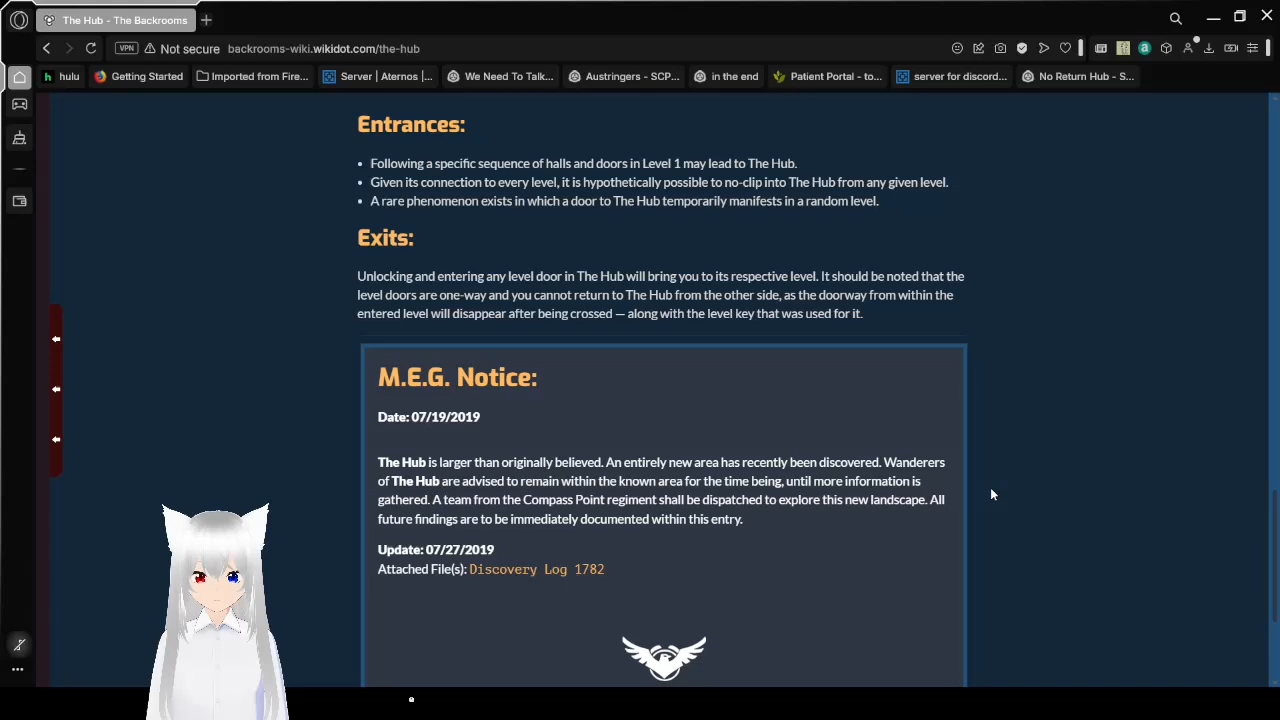 The Hub - The Backrooms
VPN
Not secure
backrooms-wiki.wikidot.com/the-hub
hulu
Getting Started
Imported from Fire...
Server | Aternos |...
We Need To Talk...
Austringers - SCP...
in the end
Patient Portal - to...
server for discord...
No Return Hub - S...
Entrances:
• Following a specific sequence of halls and doors in Level 1 may lead to The Hub.
• Given its connection to every level, it is hypothetically possible to no-clip into The Hub from any given level.
• A rare phenomenon exists in which a door to The Hub temporarily manifests in a random level.
Exits:
Unlocking and entering any level door in The Hub will bring you to its respective level. It should be noted that the
level doors are one-way and you cannot return to The Hub from the other side, as the doorway from within the
entered level will disappear after being crossed — along with the level key that was used for it.
M.E.G. Notice:
Date: 07/19/2019
The Hub is larger than originally believed. An entirely new area has recently been discovered. Wanderers
of The Hub are advised to remain within the known area for the time being, until more information is
gathered. A team from the Compass Point regiment shall be dispatched to explore this new landscape. All
future findings are to be immediately documented within this entry.
Update: 07/27/2019
Attached File(s): Discovery Log 1782